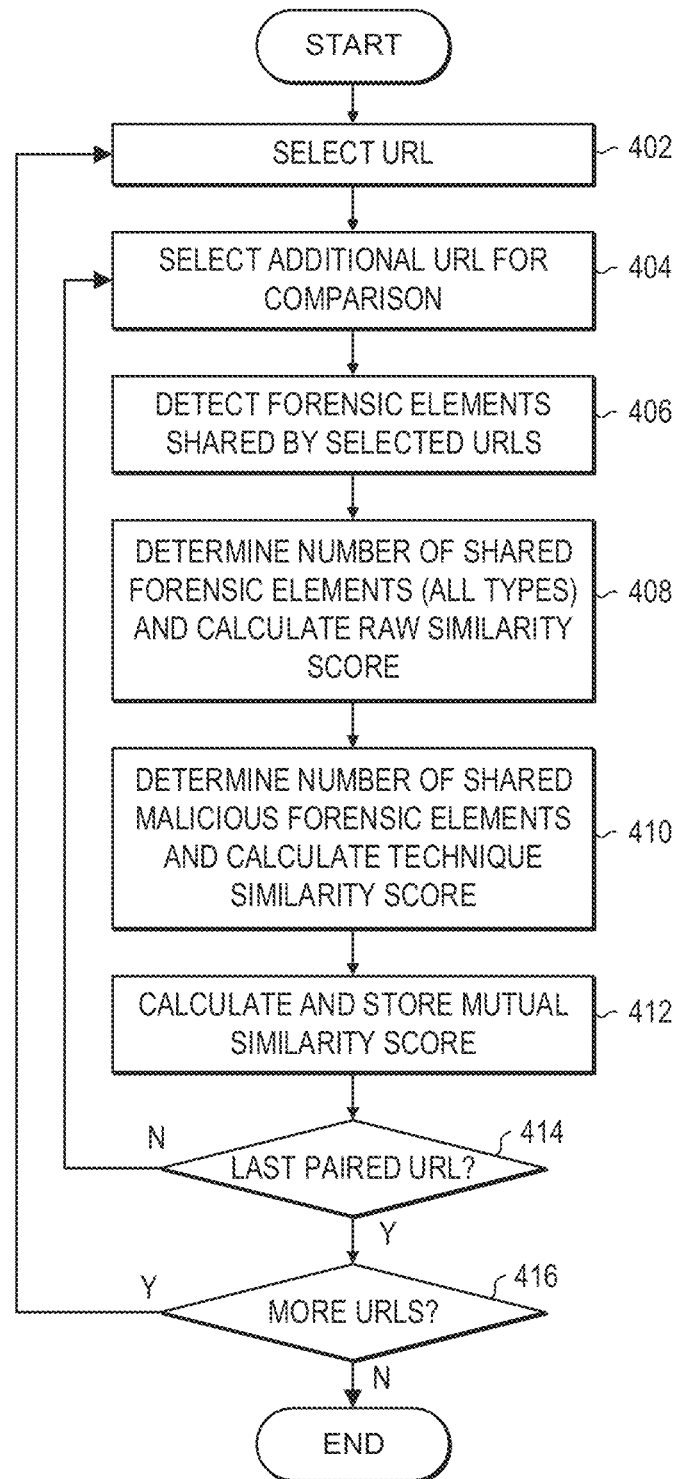 START
SELECT URL
402
SELECT ADDITIONAL URL FOR
COMPARISON
404
DETECT FORENSIC ELEMENTS
SHARED BY SELECTED URLS
406
DETERMINE NUMBER OF SHARED
FORENSIC ELEMENTS (ALL TYPES)
AND CALCULATE RAW SIMILARITY
SCORE
408
DETERMINE NUMBER OF SHARED
MALICIOUS FORENSIC ELEMENTS
AND CALCULATE TECHNIQUE
SIMILARITY SCORE
410
CALCULATE AND STORE MUTUAL
SIMILARITY SCORE
412
N
414
LAST PAIRED URL?
Y
Y
416
MORE URLS?
N
END